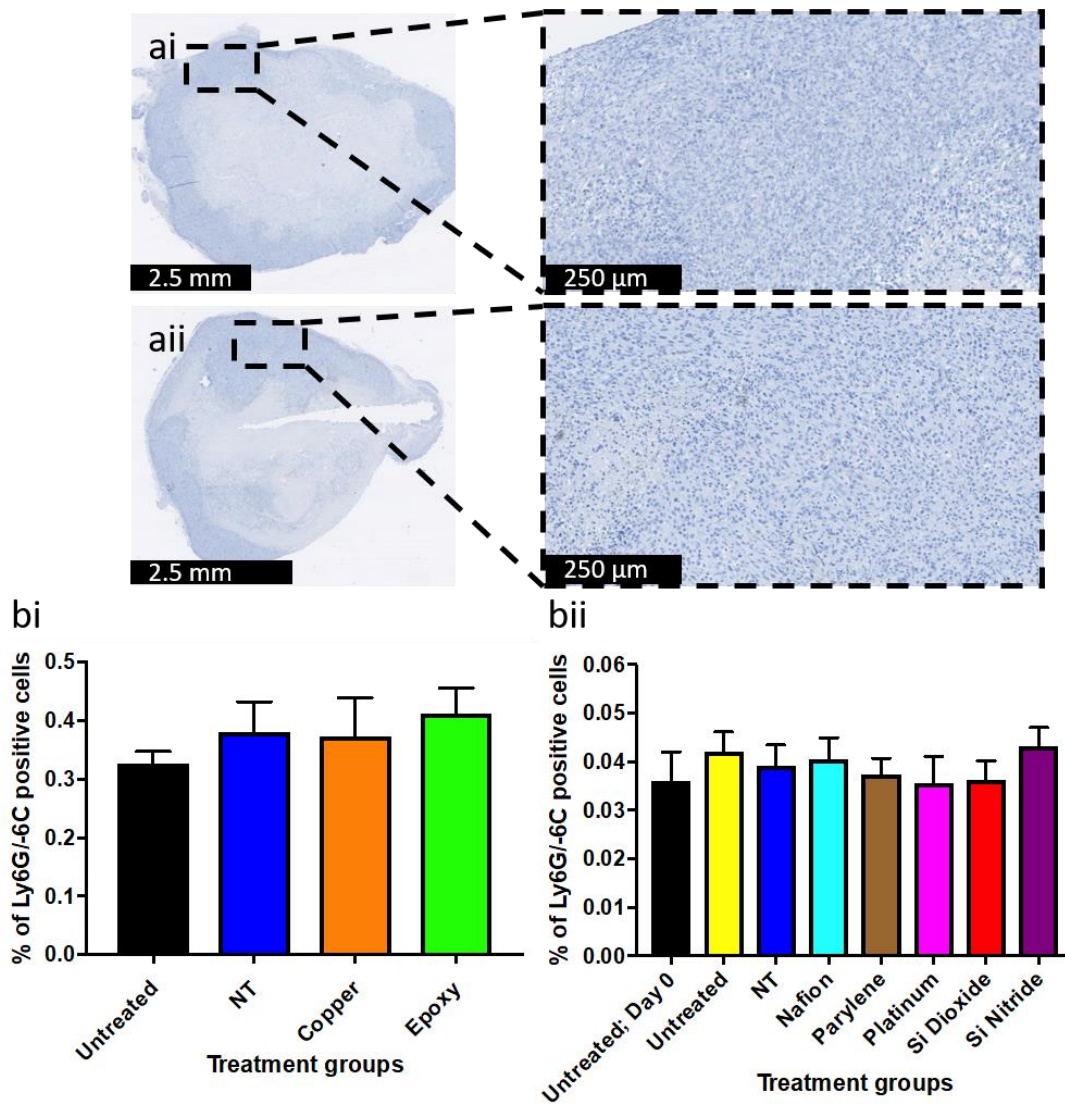 ai
2.5 mm
250 µm
aii
2.5 mm
250 µm
bi
% of Ly6G/-6C positive cells
0.5
0.4
0.3
0.2
0.1
0.0
Untreated
NT
Copper
Epoxy
Treatment groups
bii
% of Ly6G/-6C positive cells
0.06
0.05
0.04
0.03
0.02
0.01
0.00
Untreated; Day 0
Untreated
NT
Nafion
Parylene
Platinum
Si Dioxide
Si Nitride
Treatment groups